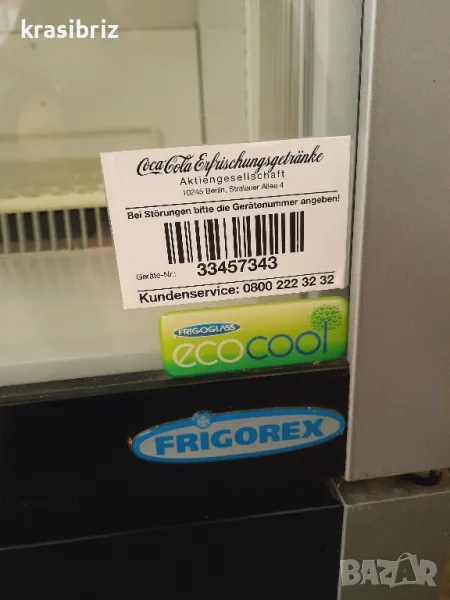 krasibriz
Coca-Cola Erfrischungsgetränke
Aktiengesellschaft
10245 Berlin, Stralauer Allee 4
Bei Störungen bitte die Gerätenummer angeben!
Geräte-Nr.: 33457343
Kundenservice: 0800 222 32 32
FRIGOGLASS
ecocool
FRIGOREX
BAZAR